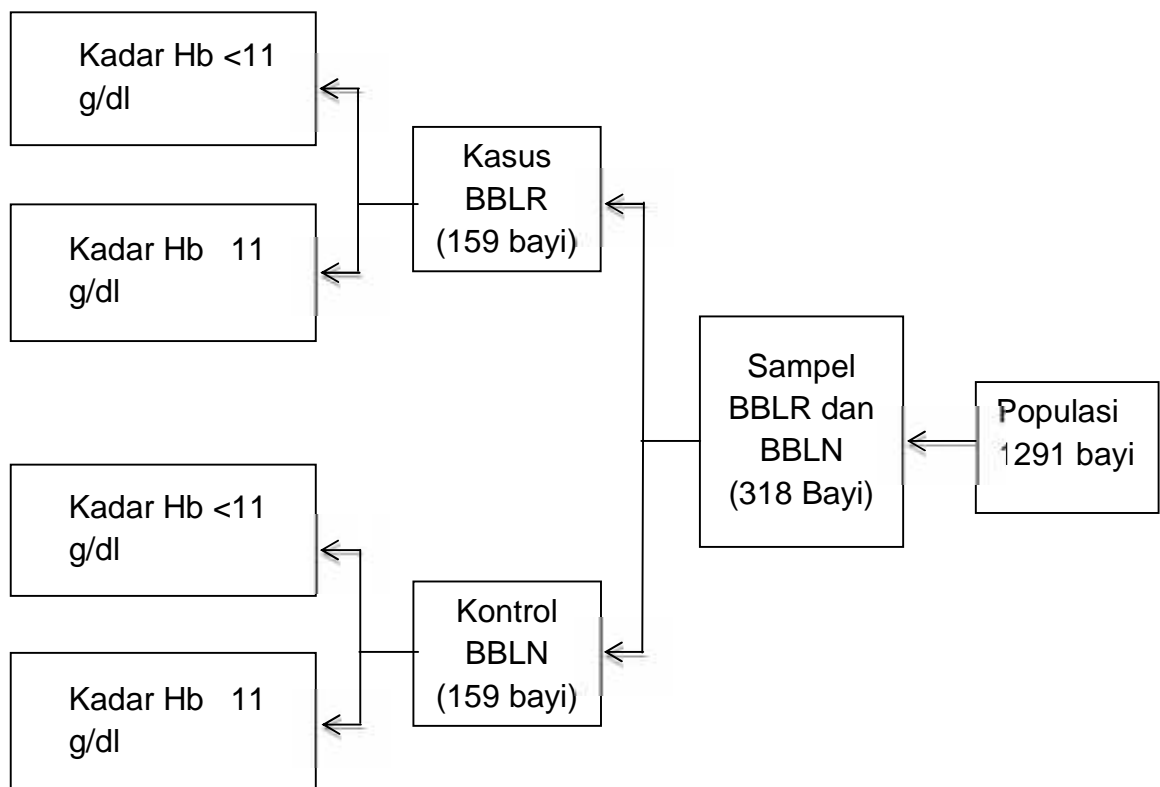 Kadar Hb <11
g/dl
Kadar Hb 11
g/dl
Kasus
BBLR
(159 bayi)
Sampel
BBLR dan
BBLN
(318 Bayi)
Populasi
1291 bayi
Kadar Hb <11
g/dl
Kadar Hb 11
g/dl
Kontrol
BBLN
(159 bayi)